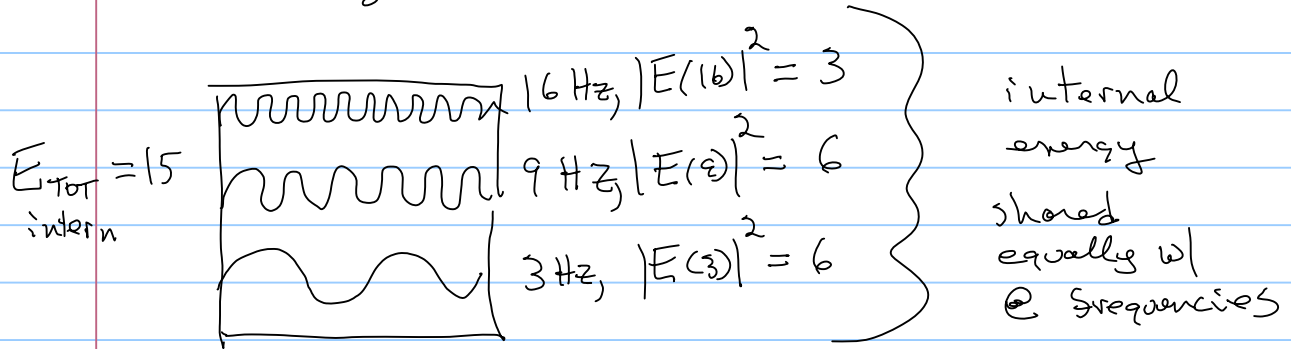 16 Hz, |E(16)|² = 3
E_TOT intern = 15
9 Hz, |E(9)|² = 6
3 Hz, |E(3)|² = 6
internal
energy
shared
equally w/
@ frequencies